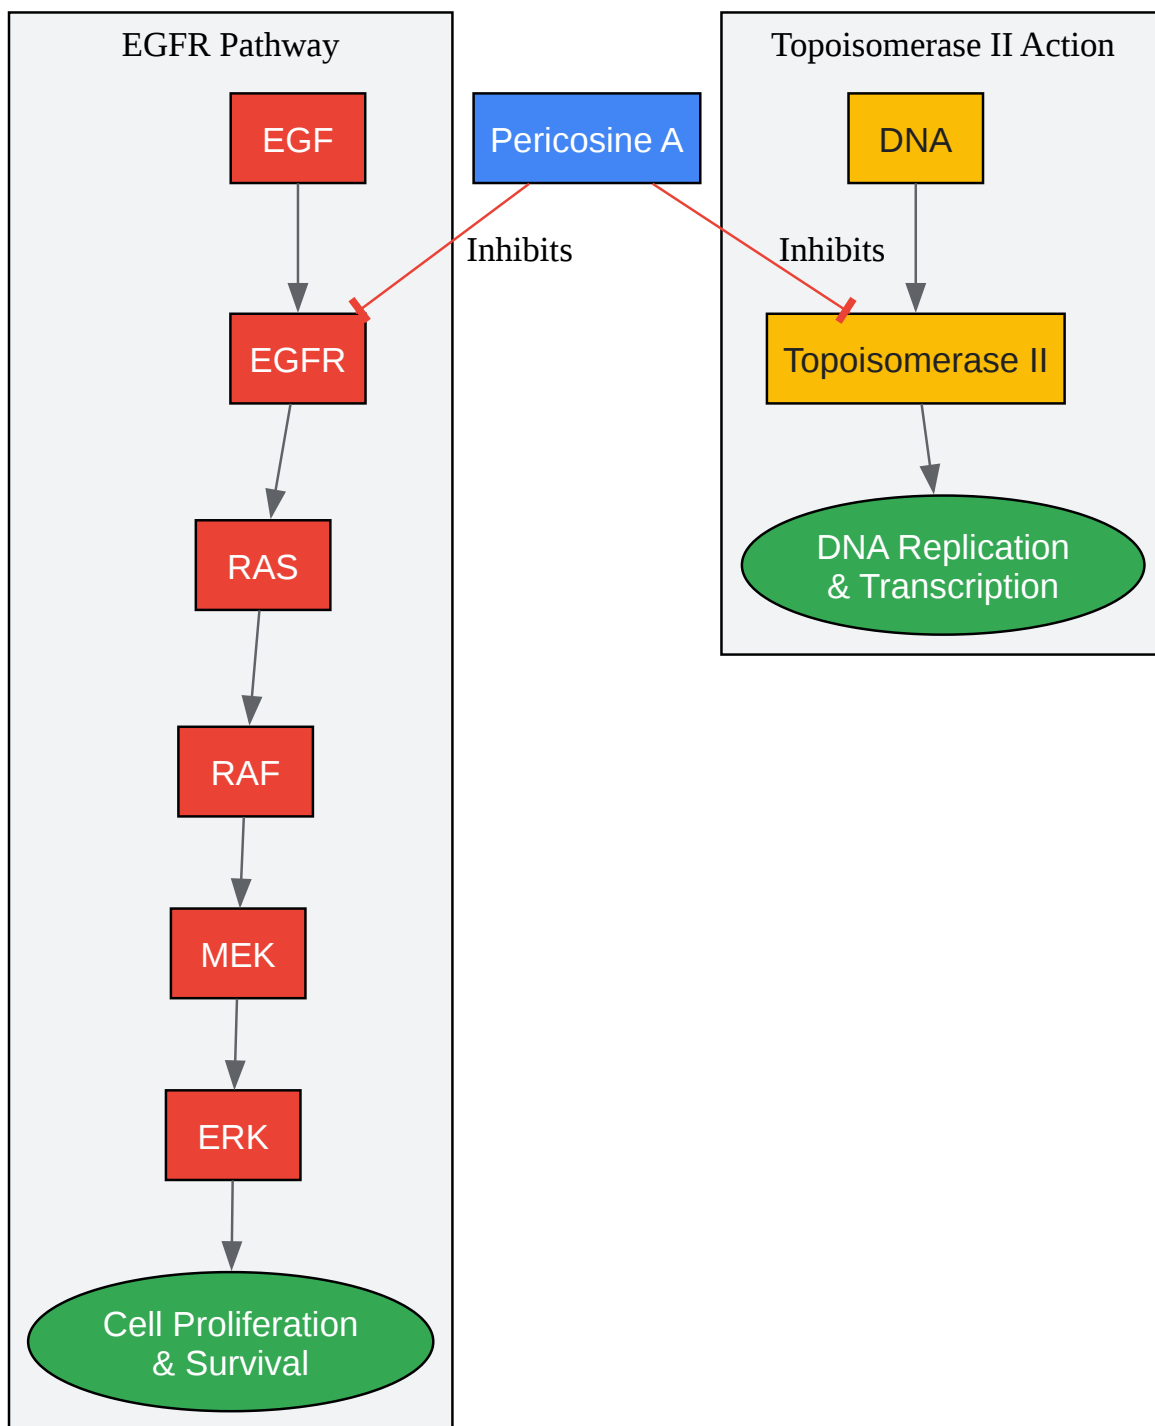 EGFR Pathway
EGF
EGFR
RAS
RAF
MEK
ERK
Cell Proliferation
& Survival
Pericosine A
Inhibits
Inhibits
Topoisomerase II Action
DNA
Topoisomerase II
DNA Replication
& Transcription